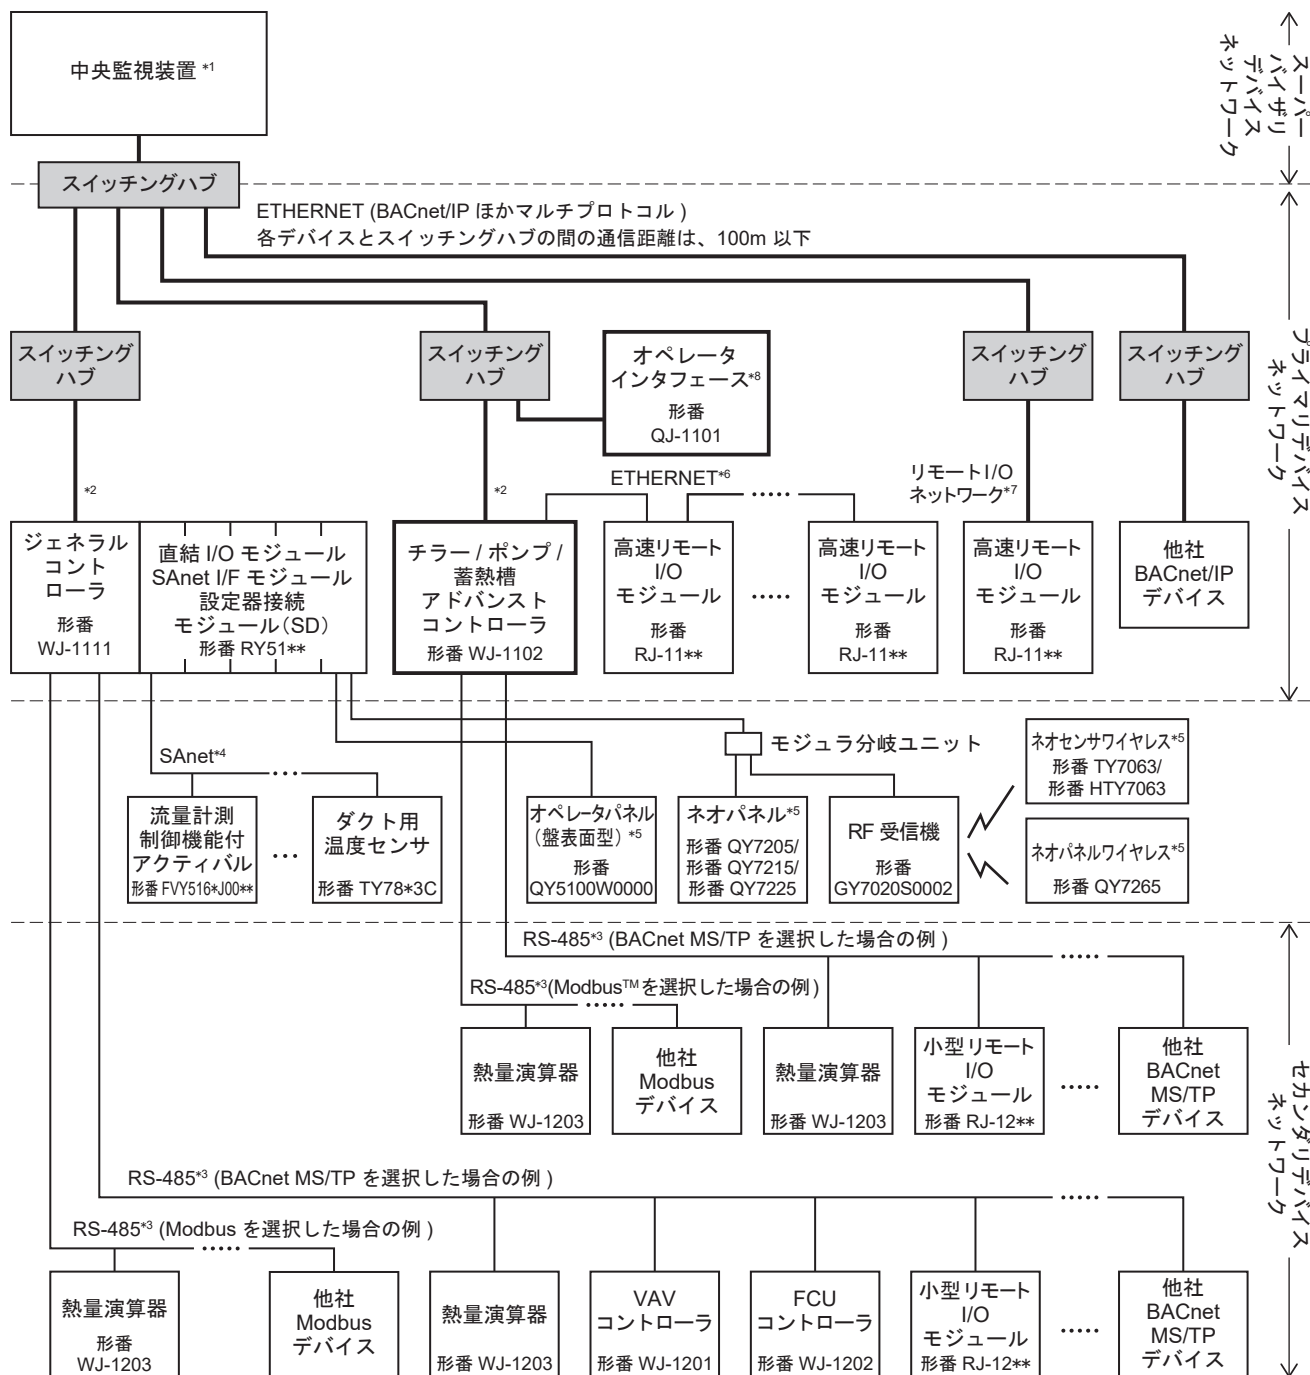 中央監視装置 *1
スーパー
バイザリ
デバイス
ネットワーク
スイッチングハブ
ETHERNET (BACnet/IP ほかマルチプロトコル )
各デバイスとスイッチングハブの間の通信距離は、100m 以下
スイッチング
ハブ
スイッチング
ハブ
オペレータ
インタフェース*8
形番
QJ-1101
スイッチング
ハブ
スイッチング
ハブ
プライマリデバイス
ネットワーク
*2
*2
ETHERNET*6
.....
リモートI/O
ネットワーク*7
ジェネラル
コント
ローラ
形番
WJ-1111
直結 I/O モジュール
SAnet I/F モジュール
設定器接続
モジュール(SD)
形番 RY51**
チラー / ポンプ /
蓄熱槽
アドバンスト
コントローラ
形番 WJ-1102
高速リモート
I/O
モジュール
形番
RJ-11**
.....
高速リモート
I/O
モジュール
形番
RJ-11**
高速リモート
I/O
モジュール
形番
RJ-11**
他社
BACnet/IP
デバイス
SAnet*4
...
流量計測
制御機能付
アクティバル
形番 FVY516*J00**
...
ダクト用
温度センサ
形番 TY78*3C
オペレータパネル
(盤表面型) *5
形番
QY5100W0000
モジュラ分岐ユニット
ネオパネル*5
形番 QY7205/
形番 QY7215/
形番 QY7225
RF 受信機
形番
GY7020S0002
ネオセンサワイヤレス*5
形番 TY7063/
形番 HTY7063
ネオパネルワイヤレス*5
形番 QY7265
RS-485*3 (BACnet MS/TP を選択した場合の例 )
.....
RS-485*3(Modbus™を選択した場合の例 )
.....
熱量演算器
形番 WJ-1203
他社
Modbus
デバイス
熱量演算器
形番 WJ-1203
小型リモート
I/O
モジュール
形番 RJ-12**
.....
他社
BACnet
MS/TP
デバイス
セカンダリデバイス
ネットワーク
RS-485*3 (BACnet MS/TP を選択した場合の例 )
.....
RS-485*3 (Modbus を選択した場合の例 )
.....
熱量演算器
形番
WJ-1203
他社
Modbus
デバイス
熱量演算器
形番 WJ-1203
VAV
コントローラ
形番 WJ-1201
FCU
コントローラ
形番 WJ-1202
小型リモート
I/O
モジュール
形番 RJ-12**
.....
他社
BACnet
MS/TP
デバイス